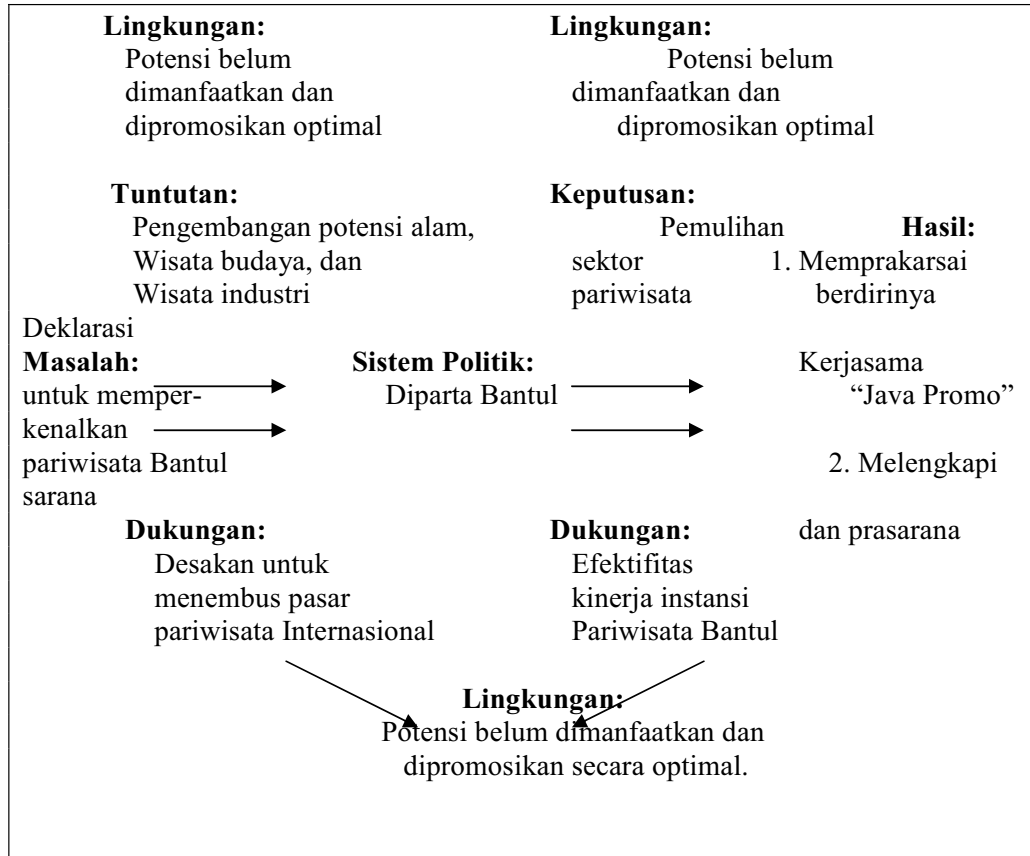 Lingkungan: Lingkungan:
Potensi belum Potensi belum
dimanfaatkan dan dimanfaatkan dan
dipromosikan optimal dipromosikan optimal
Tuntutan: Keputusan:
Pengembangan potensi alam, Pemulihan Hasil:
Wisata budaya, dan sektor 1. Memprakarsai
Wisata industri pariwisata berdirinya
Deklarasi
Masalah: Sistem Politik: Kerjasama
untuk memper- Diparta Bantul “Java Promo”
kenalkan
pariwisata Bantul 2. Melengkapi
sarana
Dukungan: Dukungan: dan prasarana
Desakan untuk Efektifitas
menembus pasar kinerja instansi
pariwisata Internasional Pariwisata Bantul
Lingkungan:
Potensi belum dimanfaatkan dan
dipromosikan secara optimal.